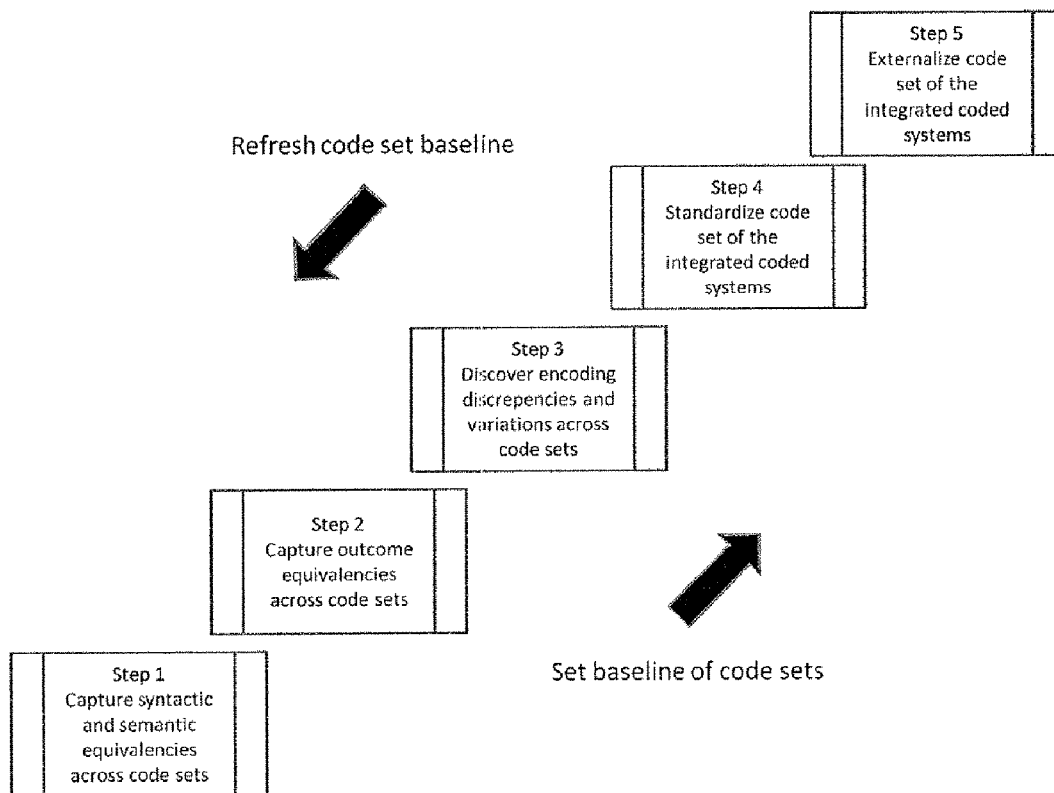 Step 5
Externalize code
set of the
integrated coded
systems
Refresh code set baseline
Step 4
Standardize code
set of the
integrated coded
systems
Step 3
Discover encoding
discrepencies and
variations across
code sets
Step 2
Capture outcome
equivalencies
across code sets
Set baseline of code sets
Step 1
Capture syntactic
and semantic
equivalencies
across code sets